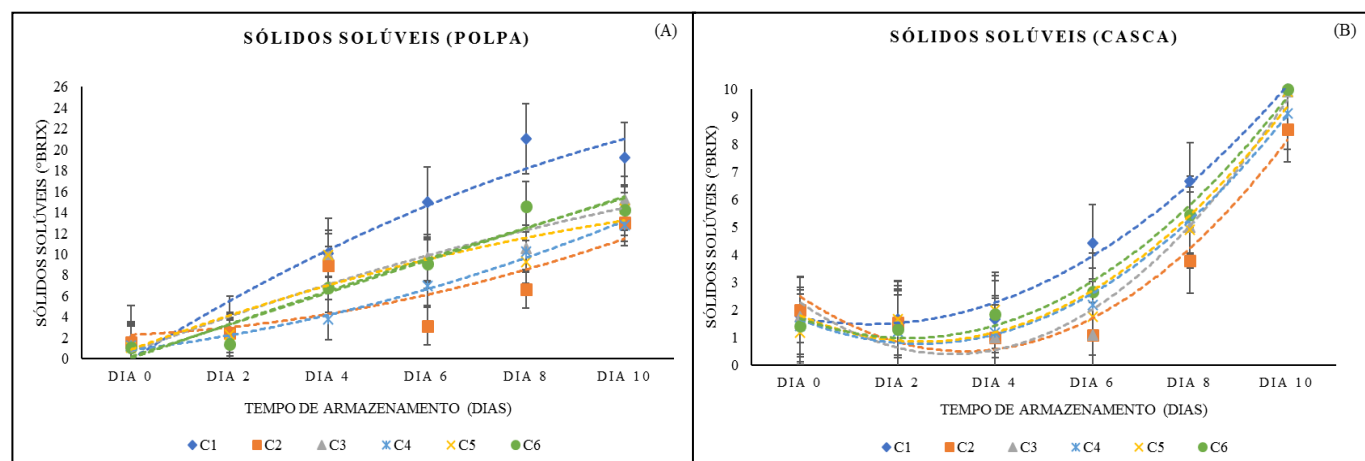 SÓLIDOS SOLÚVEIS (POLPA)
(A)
SÓLIDOS SOLÚVEIS (°BRIX)
26
24
22
20
18
16
14
12
10
8
6
4
2
0
DIA 0 DIA 2 DIA 4 DIA 6 DIA 8 DIA 10
TEMPO DE ARMAZENAMENTO (DIAS)
C1 C2 C3 C4 C5 C6
SÓLIDOS SOLÚVEIS (CASCA)
(B)
SÓLIDOS SOLÚVEIS (°BRIX)
10
9
8
7
6
5
4
3
2
1
0
DIA 0 DIA 2 DIA 4 DIA 6 DIA 8 DIA 10
TEMPO DE ARMAZENAMENTO (DIAS)
C1 C2 C3 C4 C5 C6